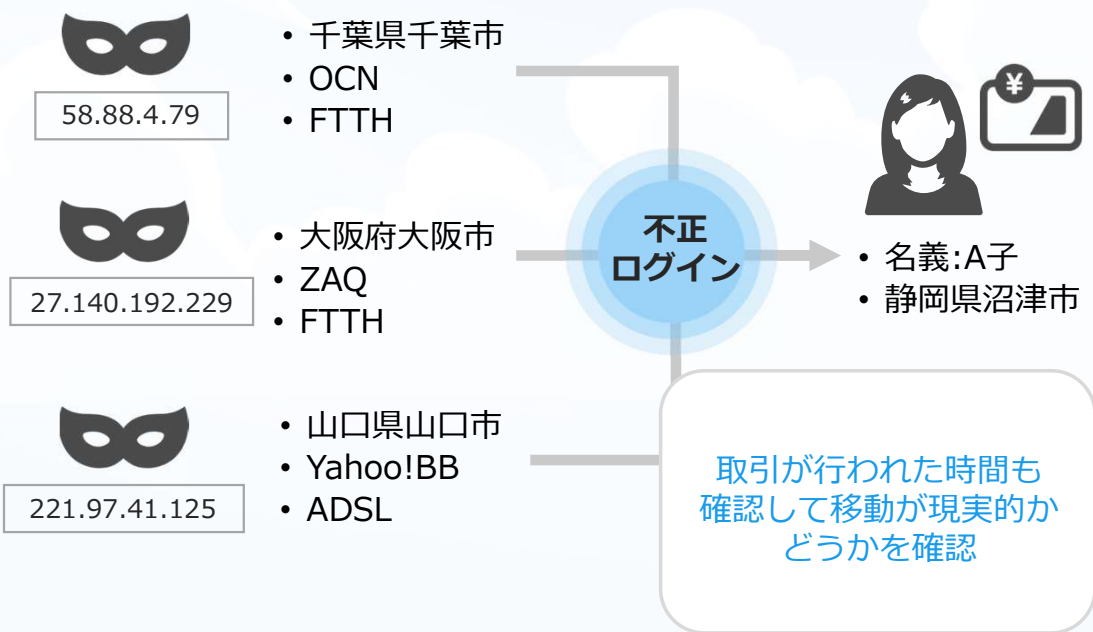 58.88.4.79
• 千葉県千葉市
• OCN
• FTTH
27.140.192.229
• 大阪府大阪市
• ZAQ
• FTTH
221.97.41.125
• 山口県山口市
• Yahoo!BB
• ADSL
不正
ログイン
¥
• 名義:A子
• 静岡県沼津市
取引が行われた時間も
確認して移動が現実的か
どうかを確認